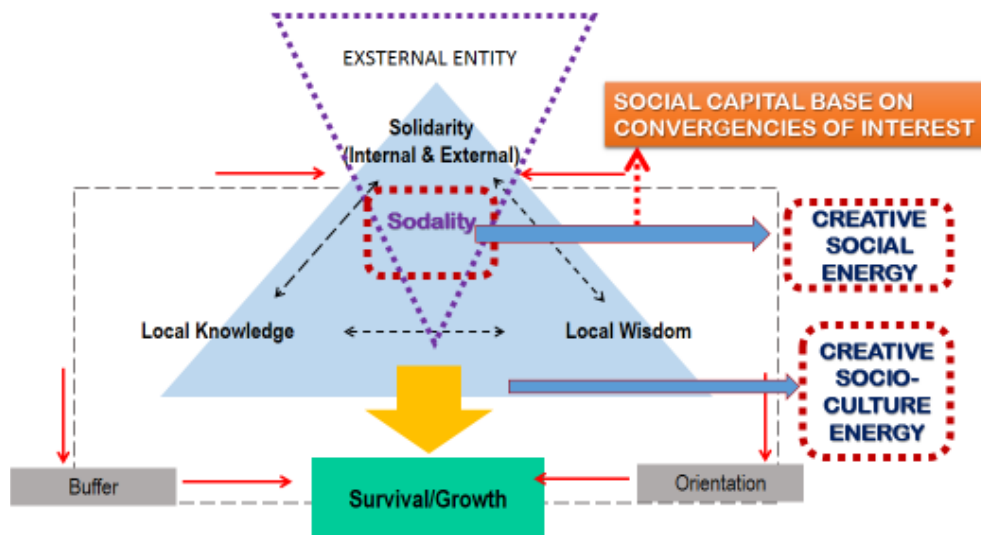 EXSTERNAL ENTITY
SOCIAL CAPITAL BASE ON
CONVERGENCIES OF INTEREST
Solidarity
(Internal & External)
Sodality
CREATIVE
SOCIAL
ENERGY
Local Knowledge
Local Wisdom
CREATIVE
SOCIO-
CULTURE
ENERGY
Buffer
Survival/Growth
Orientation